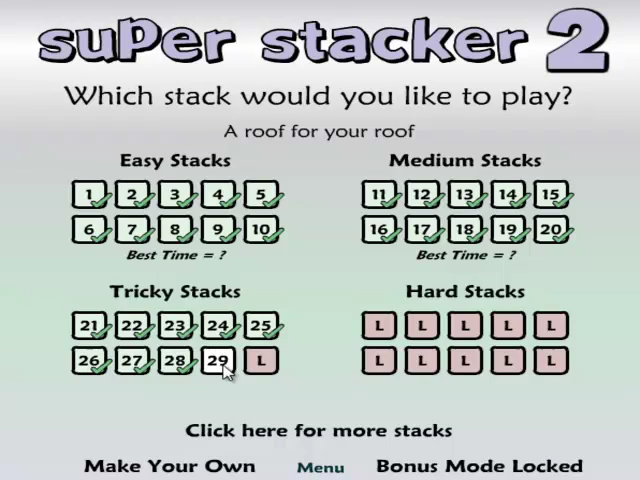 super stacker 2
Which stack would you like to play?
A roof for your roof
Easy Stacks
1 2 3 4 5
6 7 8 9 10
Best Time = ?
Medium Stacks
11 12 13 14 15
16 17 18 19 20
Best Time = ?
Tricky Stacks
21 22 23 24 25
26 27 28 29 L
Hard Stacks
L L L L L
L L L L L
Click here for more stacks
Make Your Own Menu Bonus Mode Locked